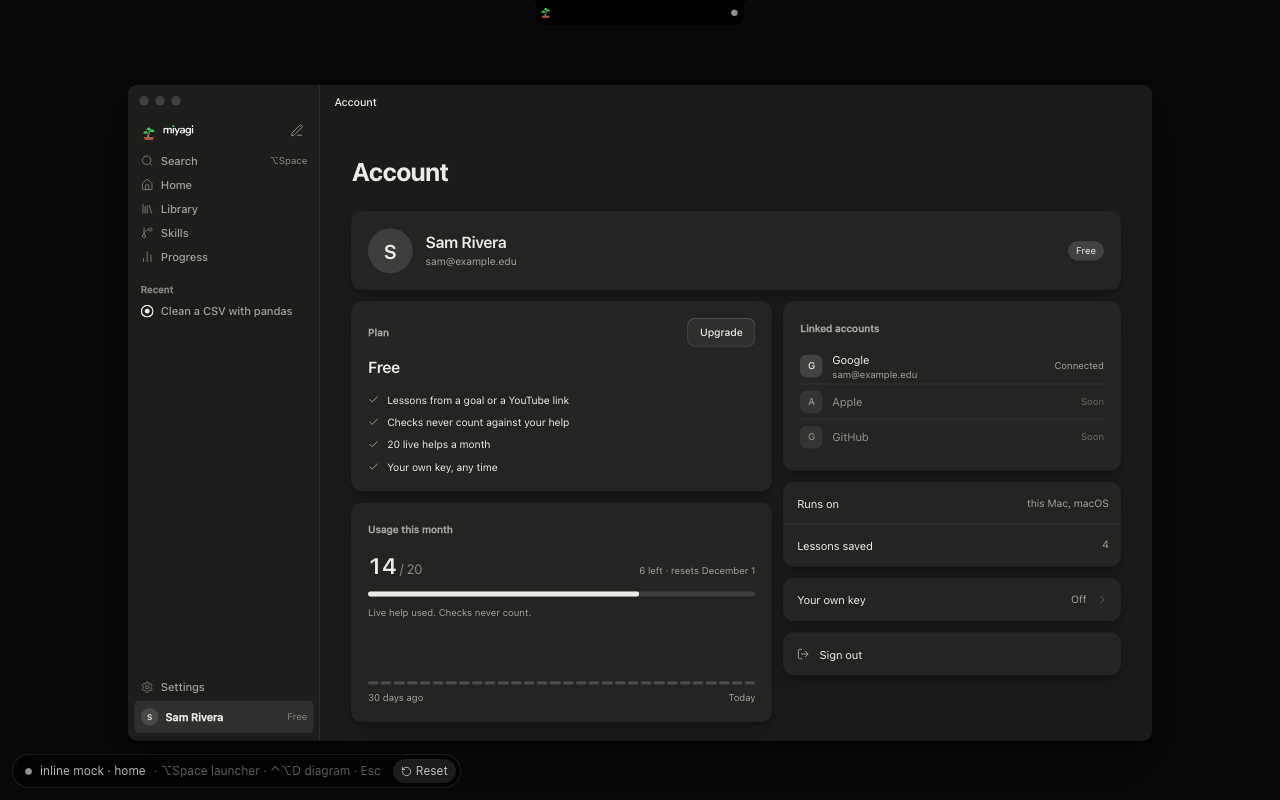 miyagi
Search ⌥Space
Home
Library
Skills
Progress
Recent
Clean a CSV with pandas
Settings
S Sam Rivera Free
Account
Account
S
Sam Rivera
sam@example.edu
Free
Plan
Upgrade
Free
Lessons from a goal or a YouTube link
Checks never count against your help
20 live helps a month
Your own key, any time
Usage this month
14 / 20
6 left · resets December 1
Live help used. Checks never count.
30 days ago
Today
Linked accounts
G Google Connected
sam@example.edu
A Apple Soon
G GitHub Soon
Runs on this Mac, macOS
Lessons saved 4
Your own key Off
Sign out
inline mock · home · ⌥Space launcher · ^⌥D diagram · Esc Reset